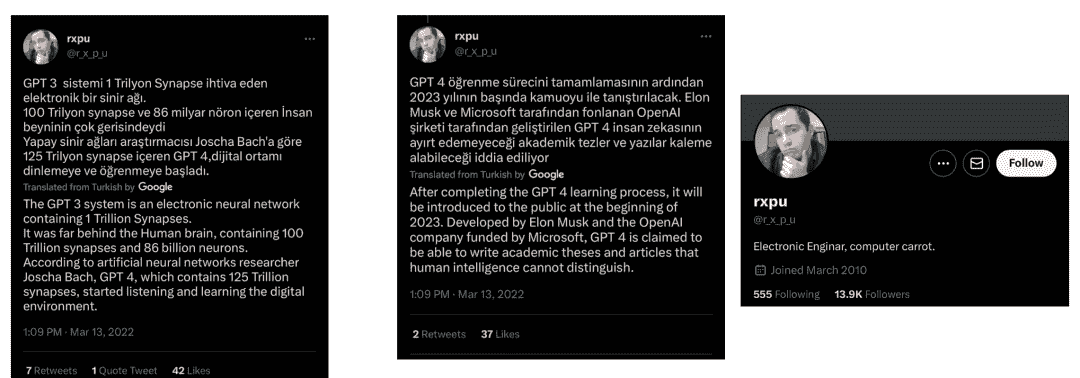 rxpu
@r_x_p_u
GPT 3 sistemi 1 Trilyon Synapse ihtiva eden
elektronik bir sinir ağı.
100 Trilyon synapse ve 86 milyar nöron içeren İnsan
beyninin çok gerisindeydi
Yapay sinir ağları araştırmacısı Joscha Bach'a göre
125 Trilyon synapse içeren GPT 4,dijital ortamı
dinlemeye ve öğrenmeye başladı.
Translated from Turkish by Google
The GPT 3 system is an electronic neural network
containing 1 Trillion Synapses.
It was far behind the Human brain, containing 100
Trillion synapses and 86 billion neurons.
According to artificial neural networks researcher
Joscha Bach, GPT 4, which contains 125 Trillion
synapses, started listening and learning the digital
environment.
1:09 PM · Mar 13, 2022
7 Retweets 1 Quote Tweet 42 Likes
rxpu
@r_x_p_u
GPT 4 öğrenme sürecini tamamlamasının ardından
2023 yılının başında kamuoyu ile tanıştırılacak. Elon
Musk ve Microsoft tarafından fonlanan OpenAI
şirketi tarafından geliştirilen GPT 4 insan zekasının
ayırt edemeyeceği akademik tezler ve yazılar kaleme
alabileceği iddia ediliyor
Translated from Turkish by Google
After completing the GPT 4 learning process, it will
be introduced to the public at the beginning of
2023. Developed by Elon Musk and the OpenAI
company funded by Microsoft, GPT 4 is claimed to
be able to write academic theses and articles that
human intelligence cannot distinguish.
1:09 PM · Mar 13, 2022
2 Retweets 37 Likes
Follow
rxpu
@r_x_p_u
Electronic Enginar, computer carrot.
Joined March 2010
555 Following 13.9K Followers